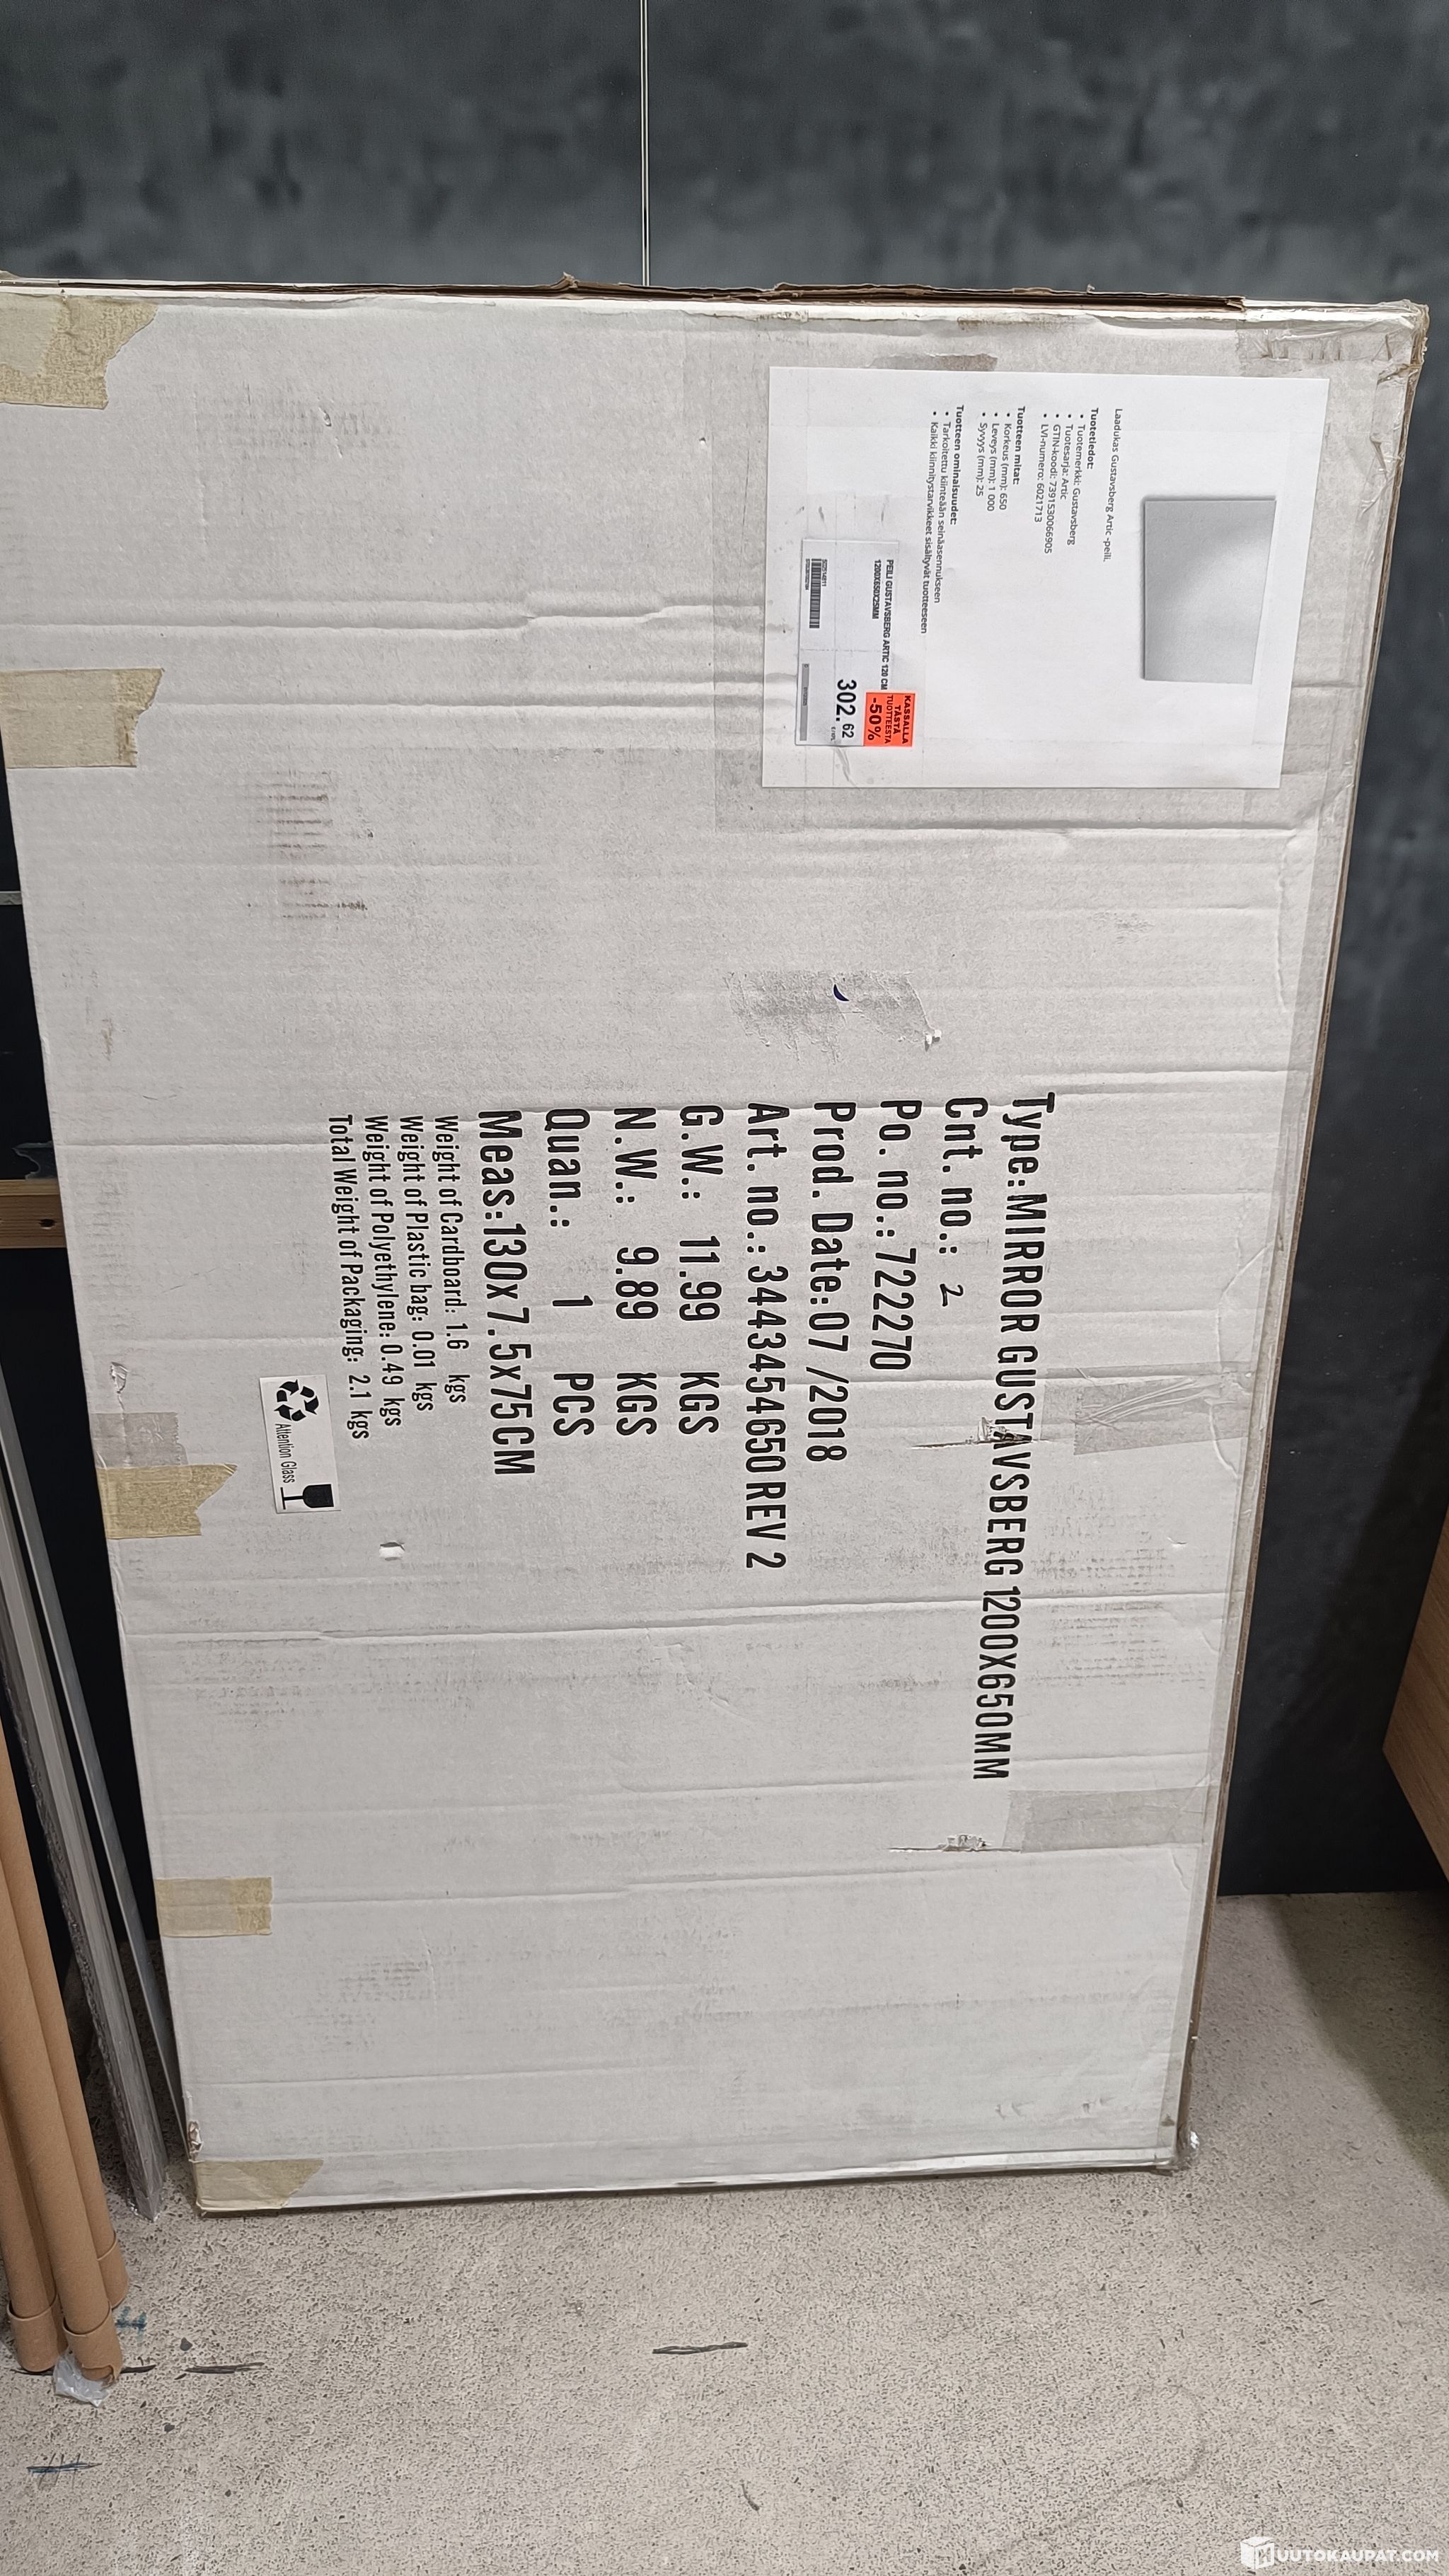 Laadukas Gustavsberg Artic -peili.
Tuotetiedot:
• Tuotemerkki: Gustavsberg
• Tuotesarja: Artic
• GTIN-koodi: 7391530066905
• LVI-numero: 6021713
Tuotteen mitat:
• Korkeus (mm): 650
• Leveys (mm): 1 000
• Syvyys (mm): 25
Tuotteen ominaisuudet:
• Tarkoitettu kiinteään seinäasennukseen
• Kaikki kiinnitystarvikkeet sisältyvät tuotteeseen
KASSALLA
TÄSTÄ
TUOTTEESTA
-50%
PEILI GUSTAVSBERG ARTIC 120 CM
1200X650X25MM
302.62
Type:MIRROR GUSTAVSBERG 1200X650MM
Cnt. no.: 2
Po. no.:722270
Prod. Date:07 /2018
Art. no.: 3443454650REV 2
G.W.: 11.99 KGS
N.W.: 9.89 KGS
Quan.: 1 PCS
Meas:130x7.5x75CM
Weight of Cardboard: 1.6 kgs
Weight of Plastic bag: 0.01 kgs
Weight of Polyethylene: 0.49 kgs
Total Weight of Packaging: 2.1 kgs
Attention Glass
HUUTOKAUPAT.COM